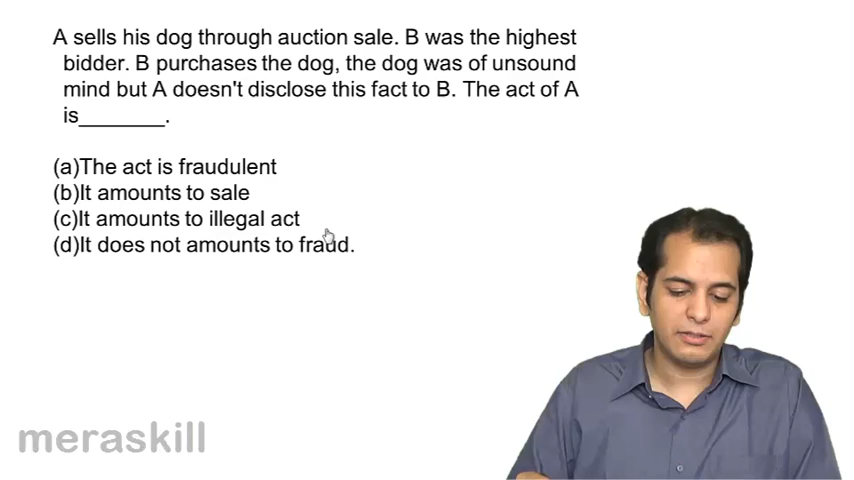 A sells his dog through auction sale. B was the highest
bidder. B purchases the dog, the dog was of unsound
mind but A doesn't disclose this fact to B. The act of A
is_______.
(a)The act is fraudulent
(b)It amounts to sale
(c)It amounts to illegal act
(d)It does not amounts to fraud.
meraskill